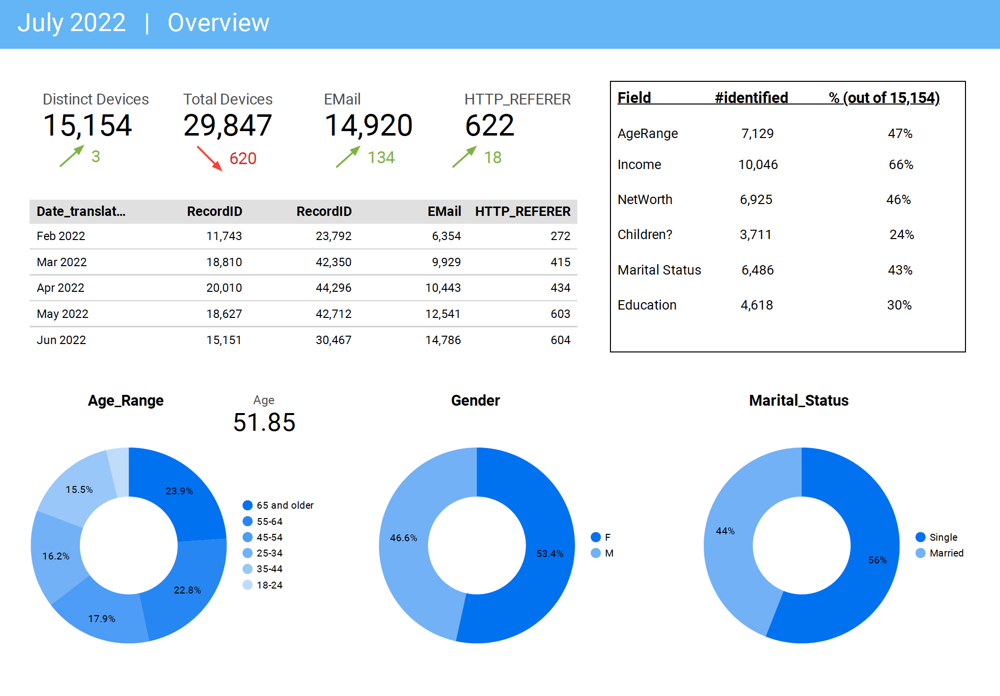 July 2022 | Overview
Distinct Devices Total Devices EMail HTTP_REFERER
15,154 29,847 14,920 622
3 620 134 18
Date_translat... RecordID RecordID EMail HTTP_REFERER
Feb 2022 11,743 23,792 6,354 272
Mar 2022 18,810 42,350 9,929 415
Apr 2022 20,010 44,296 10,443 434
May 2022 18,627 42,712 12,541 603
Jun 2022 15,151 30,467 14,786 604
Field #identified % (out of 15,154)
AgeRange 7,129 47%
Income 10,046 66%
NetWorth 6,925 46%
Children? 3,711 24%
Marital Status 6,486 43%
Education 4,618 30%
Age_Range
Age
51.85
23.9%
22.8%
17.9%
16.2%
15.5%
65 and older
55-64
45-54
25-34
35-44
18-24
Gender
46.6%
53.4%
F
M
Marital_Status
44%
56%
Single
Married